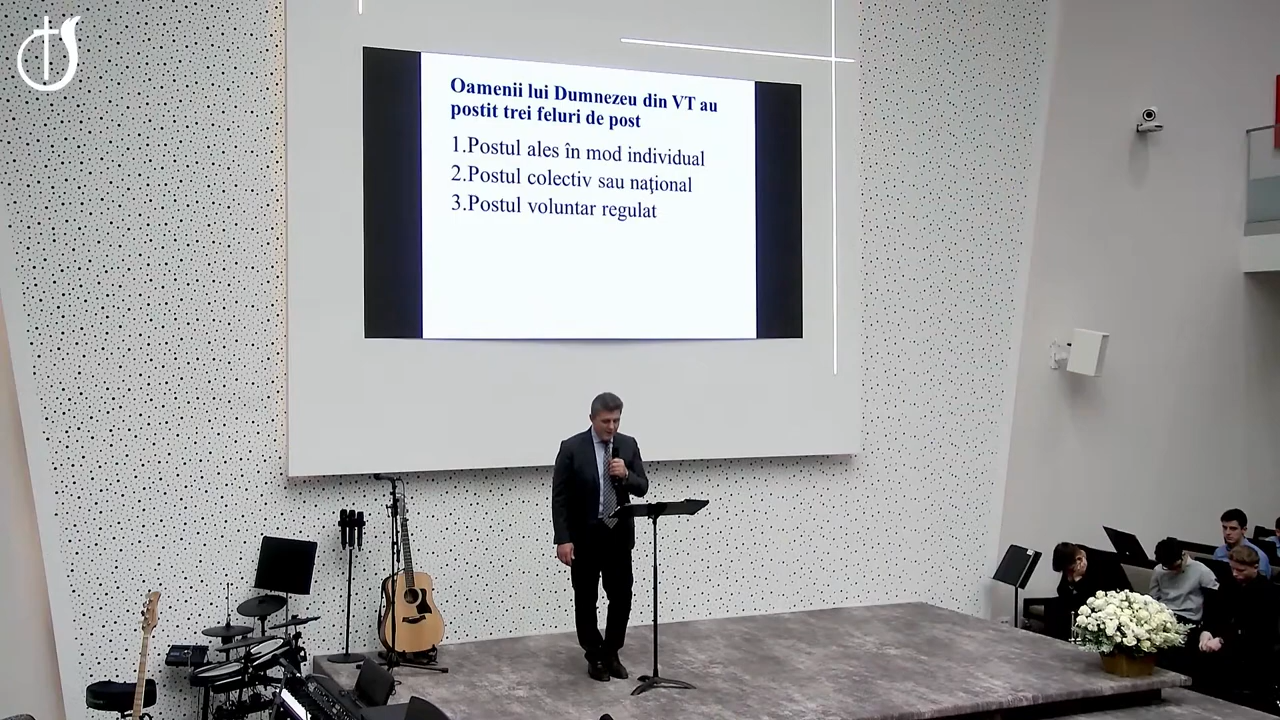 Oamenii lui Dumnezeu din VT au
postit trei feluri de post
1.Postul ales în mod individual
2.Postul colectiv sau naţional
3.Postul voluntar regulat